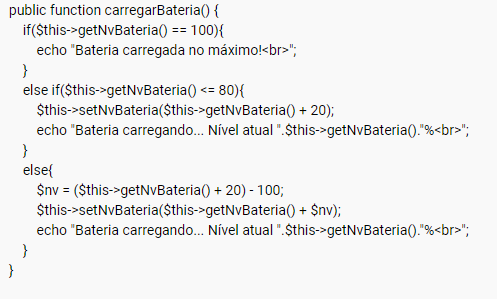 public function carregarBateria() {
if($this->getNvBateria() == 100){
echo "Bateria carregada no máximo!<br>";
}
else if($this->getNvBateria() <= 80){
$this->setNvBateria($this->getNvBateria() + 20);
echo "Bateria carregando... Nível atual ".$this->getNvBateria()."%<br>";
}
else{
$nv = ($this->getNvBateria() + 20) - 100;
$this->setNvBateria($this->getNvBateria() + $nv);
echo "Bateria carregando... Nível atual ".$this->getNvBateria()."%<br>";
}
}